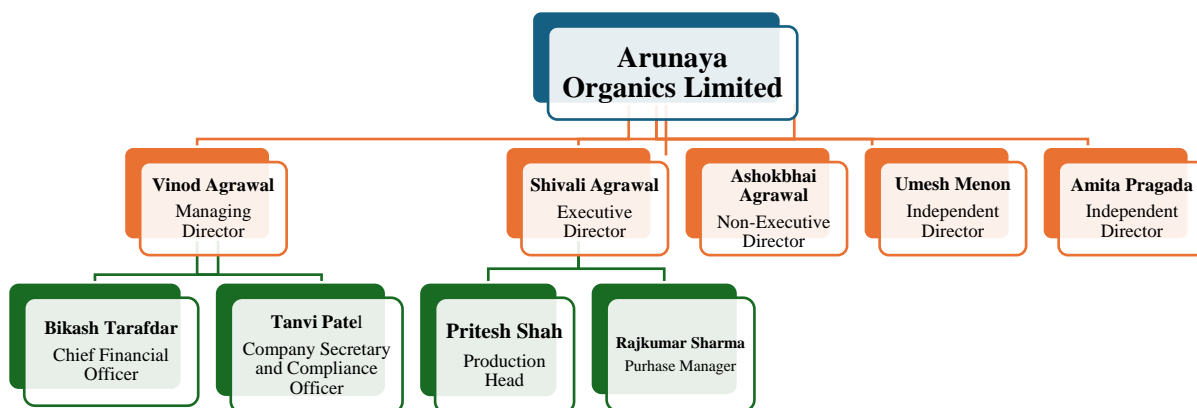 Arunaya
Organics Limited
Vinod Agrawal
Managing
Director
Shivali Agrawal
Executive
Director
Ashokbhai
Agrawal
Non-Executive
Director
Umesh Menon
Independent
Director
Amita Pragada
Independent
Director
Bikash Tarafdar
Chief Financial
Officer
Tanvi Patel
Company Secretary
and Compliance
Officer
Pritesh Shah
Production
Head
Rajkumar Sharma
Purhase Manager